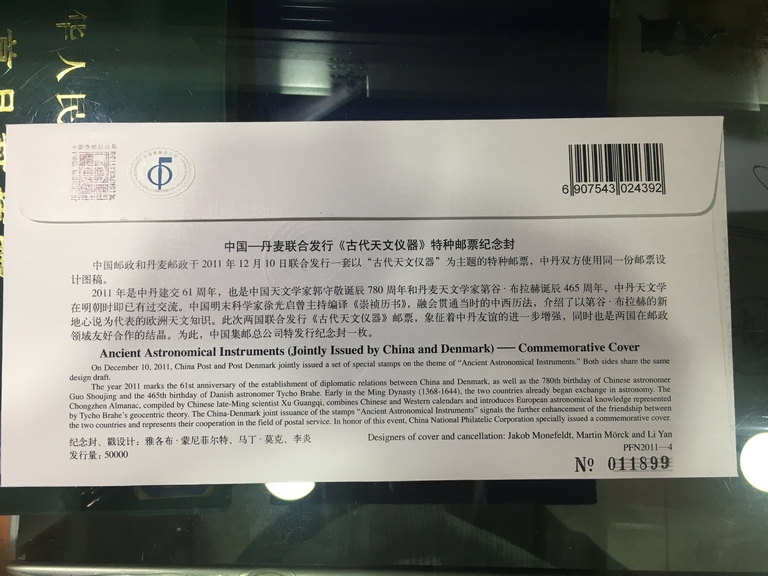 华人民
首日封
6 907543 024392
中国—丹麦联合发行《古代天文仪器》特种邮票纪念封
中国邮政和丹麦邮政于 2011 年 12 月 10 日联合发行一套以“古代天文仪器”为主题的特种邮票，中丹双方使用同一份邮票设
计图稿。
2011 年是中丹建交 61 周年，也是中国天文学家郭守敬诞辰 780 周年和丹麦天文学家第谷·布拉赫诞辰 465 周年。中丹天文学
在明朝时即已有过交流。中国明末科学家徐光启曾主持编译《崇祯历书》，融会贯通当时的中西历法，介绍了以第谷·布拉赫的新
地心说为代表的欧洲天文知识。此次两国联合发行《古代天文仪器》邮票，象征着中丹友谊的进一步增强，同时也是两国在邮政
领域友好合作的结晶。为此，中国集邮总公司特发行纪念封一枚。
Ancient Astronomical Instruments (Jointly Issued by China and Denmark) — Commemorative Cover
On December 10, 2011, China Post and Post Denmark jointly issued a set of special stamps on the theme of “Ancient Astronomical Instruments.” Both sides share the same
design draft.
The year 2011 marks the 61st anniversary of the establishment of diplomatic relations between China and Denmark, as well as the 780th birthday of Chinese astronomer
Guo Shoujing and the 465th birthday of Danish astronomer Tycho Brahe. Early in the Ming Dynasty (1368-1644), the two countries already began exchange in astronomy. The
Chongzhen Almanac, compiled by Chinese late-Ming scientist Xu Guangqi, combines Chinese and Western calendars and introduces European astronomical knowledge represented
by Tycho Brahe's geocentric theory. The China-Denmark joint issuance of the stamps “Ancient Astronomical Instruments” signals the further enhancement of the friendship between
the two countries and represents their cooperation in the field of postal service. In honor of this event, China National Philatelic Corporation specially issued a commemorative cover.
纪念封、戳设计：雅各布·蒙尼菲尔特、马丁·莫克、李炎
Designers of cover and cancellation: Jakob Monefeldt, Martin Mörck and Li Yan
发行量：50000
PFN2011—4
№ 011899